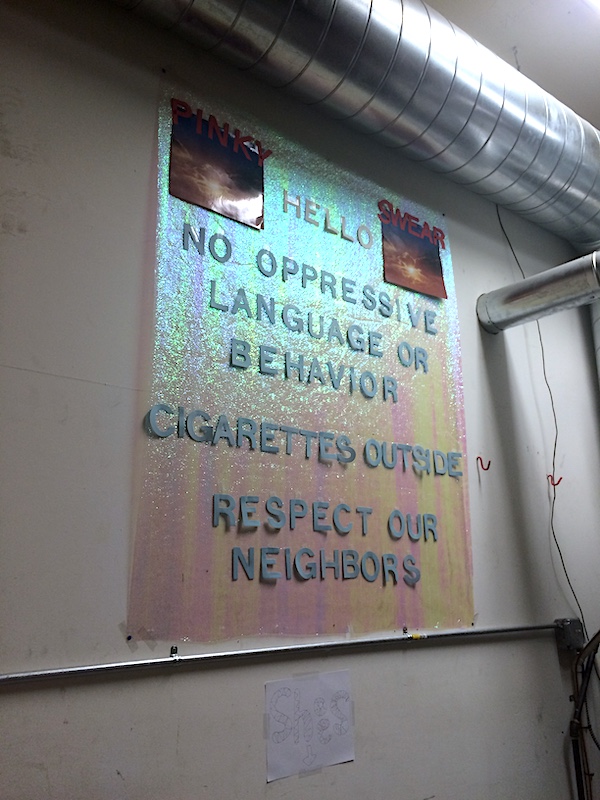 PINKY
HELLO
SWEAR
NO OPPRESSIVE
LANGUAGE OR
BEHAVIOR
CIGARETTES OUTSIDE
RESPECT OUR
NEIGHBORS